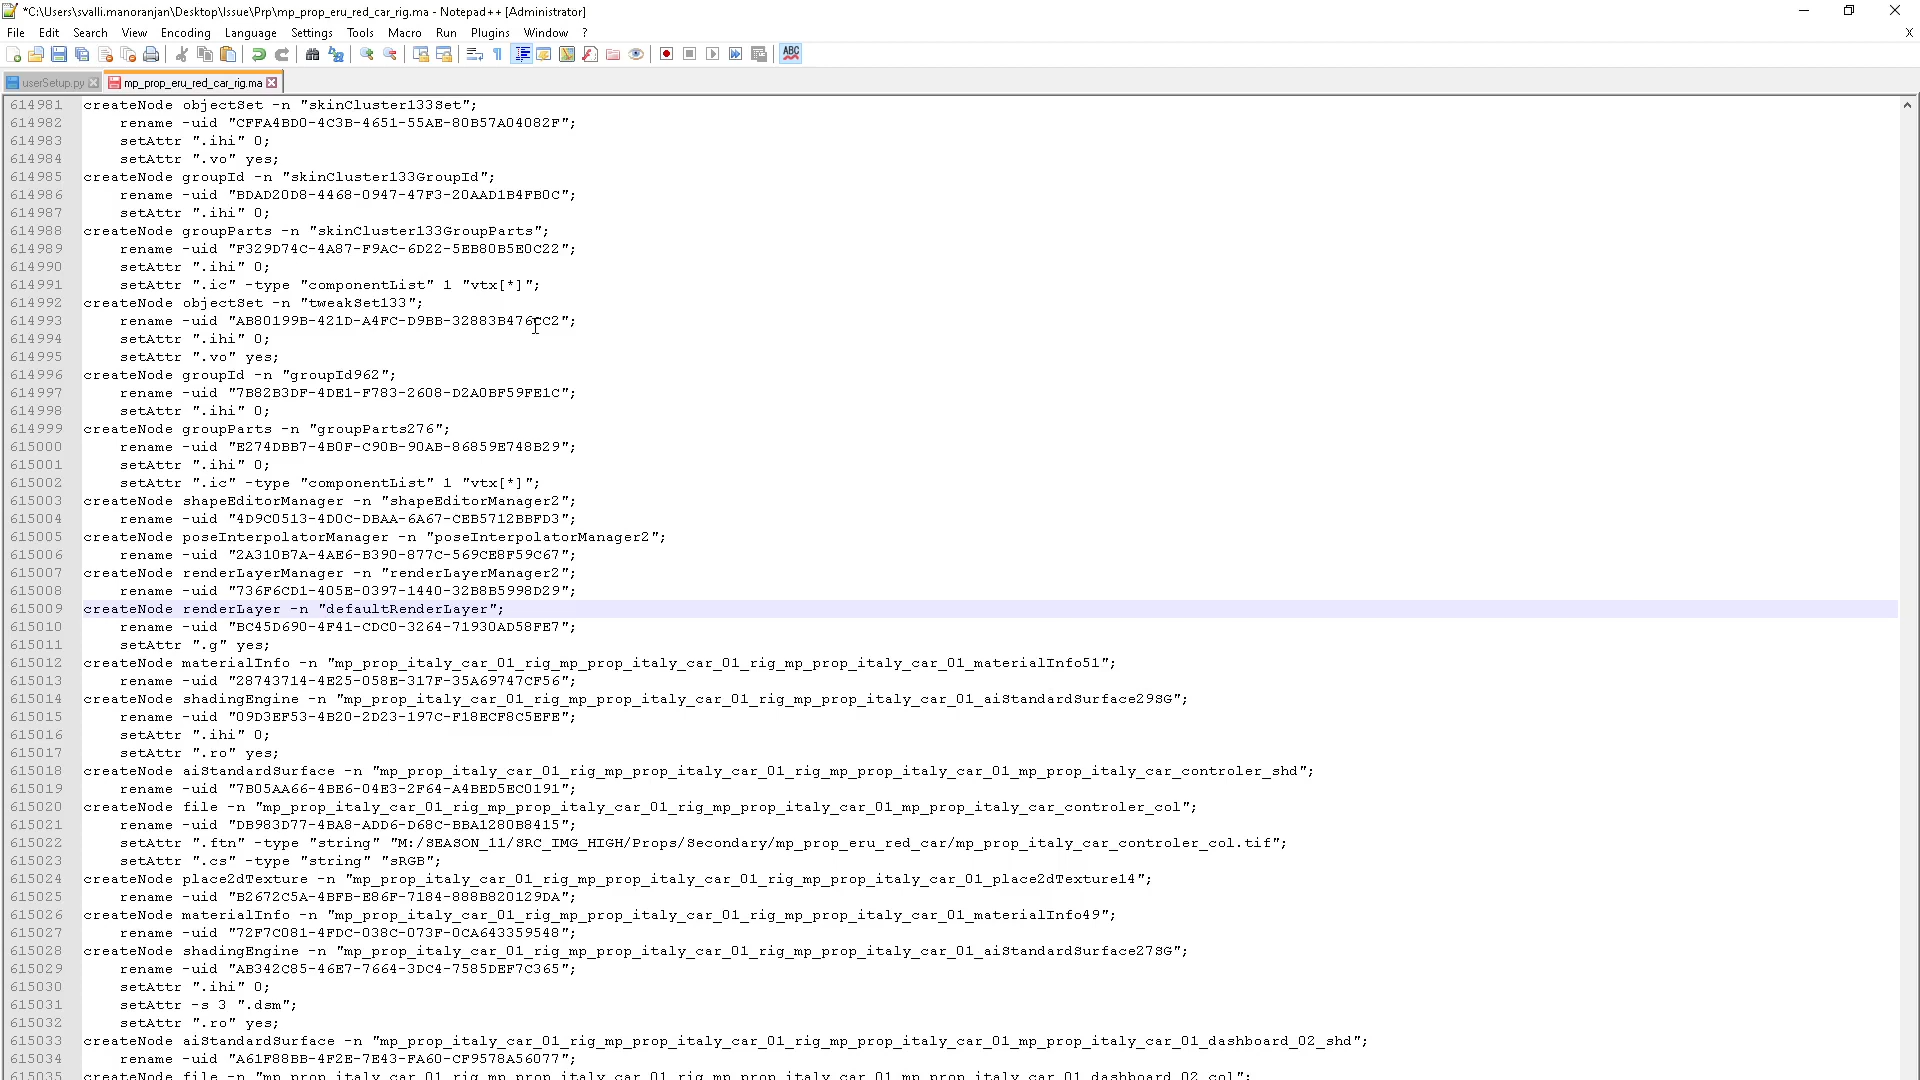 *C:\Users\svalli.manoranjan\Desktop\Issue\Prp\mp_prop_eru_red_car_rig.ma - Notepad++ [Administrator]
File Edit Search View Encoding Language Settings Tools Macro Run Plugins Window ? X
userSetup.py mp_prop_eru_red_car_rig.ma
614981 createNode objectSet -n "skinCluster133Set";
614982 rename -uid "CFFA4BD0-4C3B-4651-55AE-80B57A04082F";
614983 setAttr ".ihi" 0;
614984 setAttr ".vo" yes;
614985 createNode groupId -n "skinCluster133GroupId";
614986 rename -uid "BDAD20D8-4468-0947-47F3-20AAD1B4FB0C";
614987 setAttr ".ihi" 0;
614988 createNode groupParts -n "skinCluster133GroupParts";
614989 rename -uid "F329D74C-4A87-F9AC-6D22-5EB80B5E0C22";
614990 setAttr ".ihi" 0;
614991 setAttr ".ic" -type "componentList" 1 "vtx[*]";
614992 createNode objectSet -n "tweakSet133";
614993 rename -uid "AB80199B-421D-A4FC-D9BB-32883B476CC2";
614994 setAttr ".ihi" 0;
614995 setAttr ".vo" yes;
614996 createNode groupId -n "groupId962";
614997 rename -uid "7B82B3DF-4DE1-F783-2608-D2A0BF59FE1C";
614998 setAttr ".ihi" 0;
614999 createNode groupParts -n "groupParts276";
615000 rename -uid "E274DBB7-4B0F-C90B-90AB-86859E748B29";
615001 setAttr ".ihi" 0;
615002 setAttr ".ic" -type "componentList" 1 "vtx[*]";
615003 createNode shapeEditorManager -n "shapeEditorManager2";
615004 rename -uid "4D9C0513-4D0C-DBAA-6A67-CEB5712BBFD3";
615005 createNode poseInterpolatorManager -n "poseInterpolatorManager2";
615006 rename -uid "2A310B7A-4AE6-B390-877C-569CE8F59C67";
615007 createNode renderLayerManager -n "renderLayerManager2";
615008 rename -uid "736F6CD1-405E-0397-1440-32B8B5998D29";
615009 createNode renderLayer -n "defaultRenderLayer";
615010 rename -uid "BC45D690-4F41-CDC0-3264-71930AD58FE7";
615011 setAttr ".g" yes;
615012 createNode materialInfo -n "mp_prop_italy_car_01_rig_mp_prop_italy_car_01_rig_mp_prop_italy_car_01_materialInfo51";
615013 rename -uid "28743714-4E25-058E-317F-35A69747CF56";
615014 createNode shadingEngine -n "mp_prop_italy_car_01_rig_mp_prop_italy_car_01_rig_mp_prop_italy_car_01_aiStandardSurface29SG";
615015 rename -uid "09D3EF53-4B20-2D23-197C-F18ECF8C5EFE";
615016 setAttr ".ihi" 0;
615017 setAttr ".ro" yes;
615018 createNode aiStandardSurface -n "mp_prop_italy_car_01_rig_mp_prop_italy_car_01_rig_mp_prop_italy_car_01_mp_prop_italy_car_controler_shd";
615019 rename -uid "7B05AA66-4BE6-04E3-2F64-A4BED5EC0191";
615020 createNode file -n "mp_prop_italy_car_01_rig_mp_prop_italy_car_01_rig_mp_prop_italy_car_01_mp_prop_italy_car_controler_col";
615021 rename -uid "DB983D77-4BA8-ADD6-D68C-BBA1280B8415";
615022 setAttr ".ftn" -type "string" "M:/SEASON_11/SRC_IMG_HIGH/Props/Secondary/mp_prop_eru_red_car/mp_prop_italy_car_controler_col.tif";
615023 setAttr ".cs" -type "string" "sRGB";
615024 createNode place2dTexture -n "mp_prop_italy_car_01_rig_mp_prop_italy_car_01_rig_mp_prop_italy_car_01_place2dTexture14";
615025 rename -uid "B2672C5A-4BFB-E86F-7184-888B820129DA";
615026 createNode materialInfo -n "mp_prop_italy_car_01_rig_mp_prop_italy_car_01_rig_mp_prop_italy_car_01_materialInfo49";
615027 rename -uid "72F7C081-4FDC-038C-073F-0CA643359548";
615028 createNode shadingEngine -n "mp_prop_italy_car_01_rig_mp_prop_italy_car_01_rig_mp_prop_italy_car_01_aiStandardSurface27SG";
615029 rename -uid "AB342C85-46E7-7664-3DC4-7585DEF7C365";
615030 setAttr ".ihi" 0;
615031 setAttr -s 3 ".dsm";
615032 setAttr ".ro" yes;
615033 createNode aiStandardSurface -n "mp_prop_italy_car_01_rig_mp_prop_italy_car_01_rig_mp_prop_italy_car_01_mp_prop_italy_car_01_dashboard_02_shd";
615034 rename -uid "A61F88BB-4F2E-7E43-FA60-CF9578A56077";
615035 createNode file -n "mp_prop_italy_car_01_rig_mp_prop_italy_car_01_rig_mp_prop_italy_car_01_mp_prop_italy_car_01_dashboard_02_col";